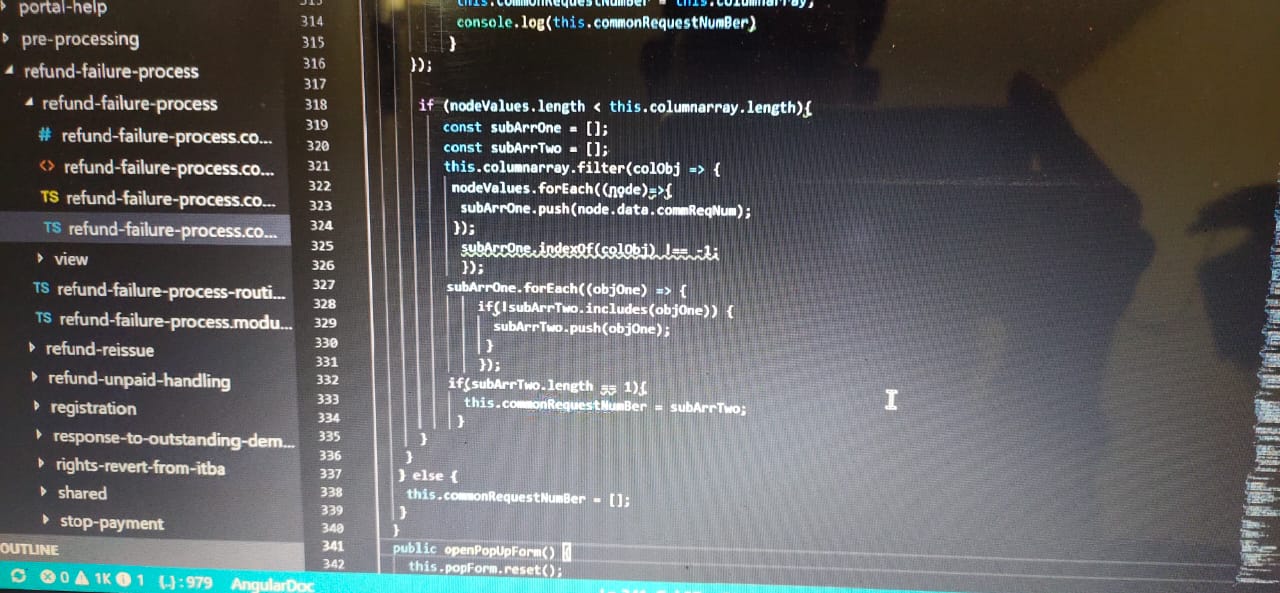 portal-help
pre-processing
refund-failure-process
refund-failure-process
# refund-failure-process.co...
<> refund-failure-process.co...
TS refund-failure-process.co...
TS refund-failure-process.co...
view
TS refund-failure-process-routi...
TS refund-failure-process.modu...
refund-reissue
refund-unpaid-handling
registration
response-to-outstanding-dem...
rights-revert-from-itba
shared
stop-payment
OUTLINE
313 this.commonRequestNumBer = this.columnarray;
314 console.log(this.commonRequestNumBer)
315 }
316 });
317
318 if (nodeValues.length < this.columnarray.length){
319 const subArrOne = [];
320 const subArrTwo = [];
321 this.columnarray.filter(colObj => {
322 nodeValues.forEach((node)=>{
323 subArrOne.push(node.data.commReqNum);
324 });
325 subArrOne.indexOf(colObj) !== -1;
326 });
327 subArrOne.forEach((objOne) => {
328 if(!subArrTwo.includes(objOne)) {
329 subArrTwo.push(objOne);
330 }
331 });
332 if(subArrTwo.length == 1){
333 this.commonRequestNumBer = subArrTwo;
334 }
335 }
336 }
337 } else {
338 this.commonRequestNumBer = [];
339 }
340 }
341 public openPopUpForm() {
342 this.popForm.reset();
0 1K 1 {..} : 979 AngularDoc